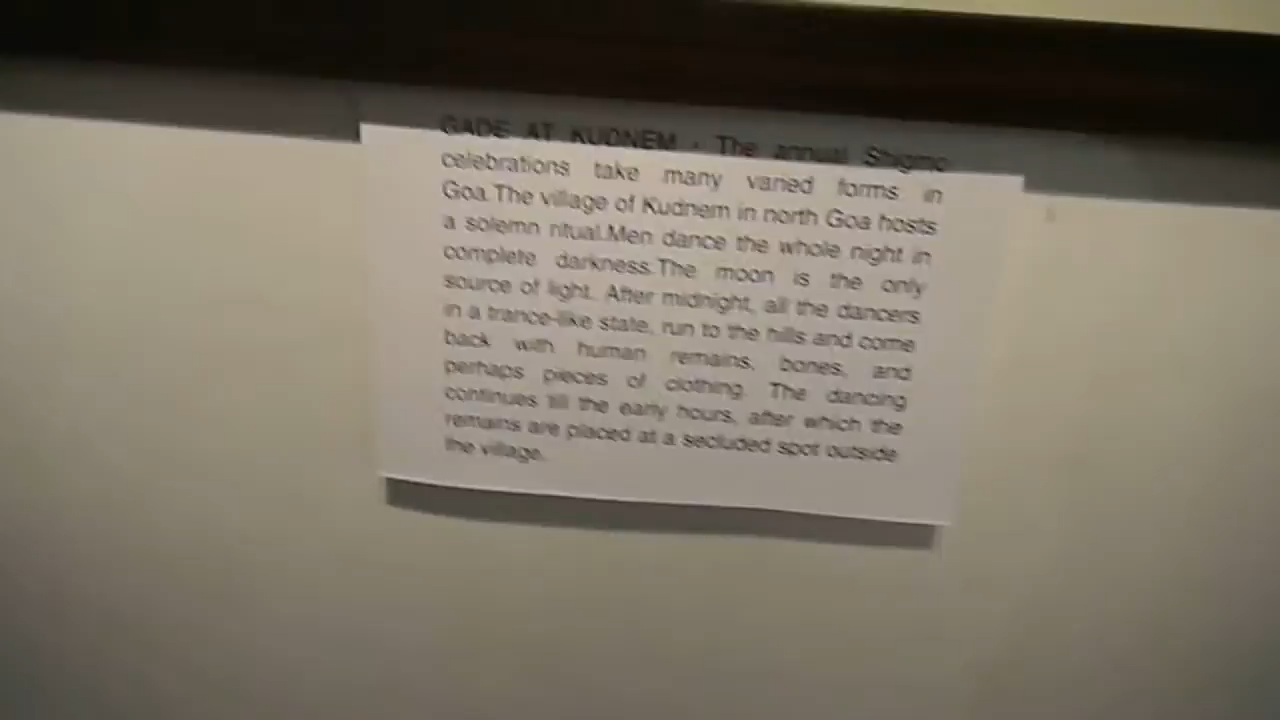 GADE AT KUDNEM - The annual Shigmo
celebrations take many varied forms in
Goa.The village of Kudnem in north Goa hosts
a solemn ritual.Men dance the whole night in
complete darkness.The moon is the only
source of light. After midnight, all the dancers
in a trance-like state, run to the hills and come
back with human remains, bones, and
perhaps pieces of clothing. The dancing
continues till the early hours, after which the
remains are placed at a secluded spot outside
the village.